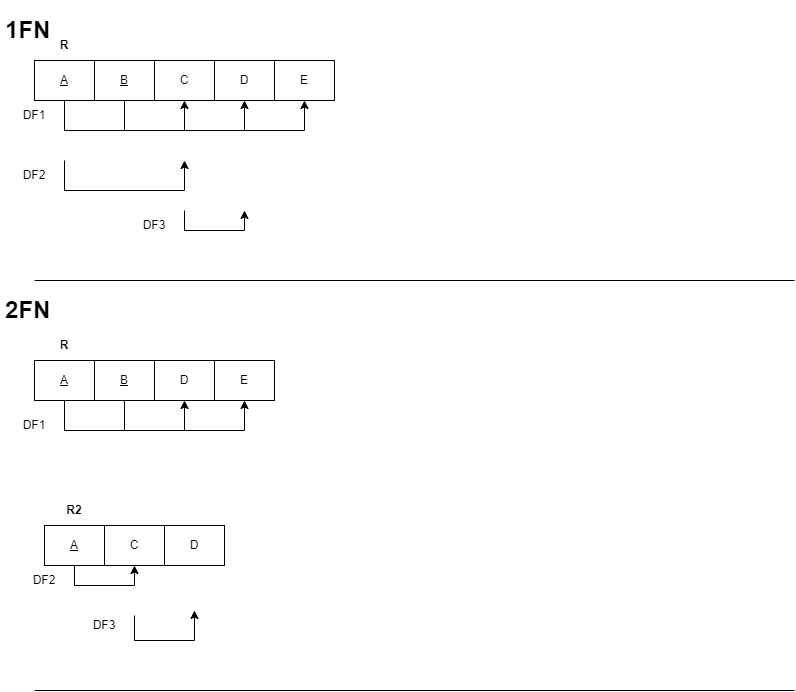 1FN
R
A B C D E
DF1
DF2
DF3
2FN
R
A B D E
DF1
R2
A C D
DF2
DF3